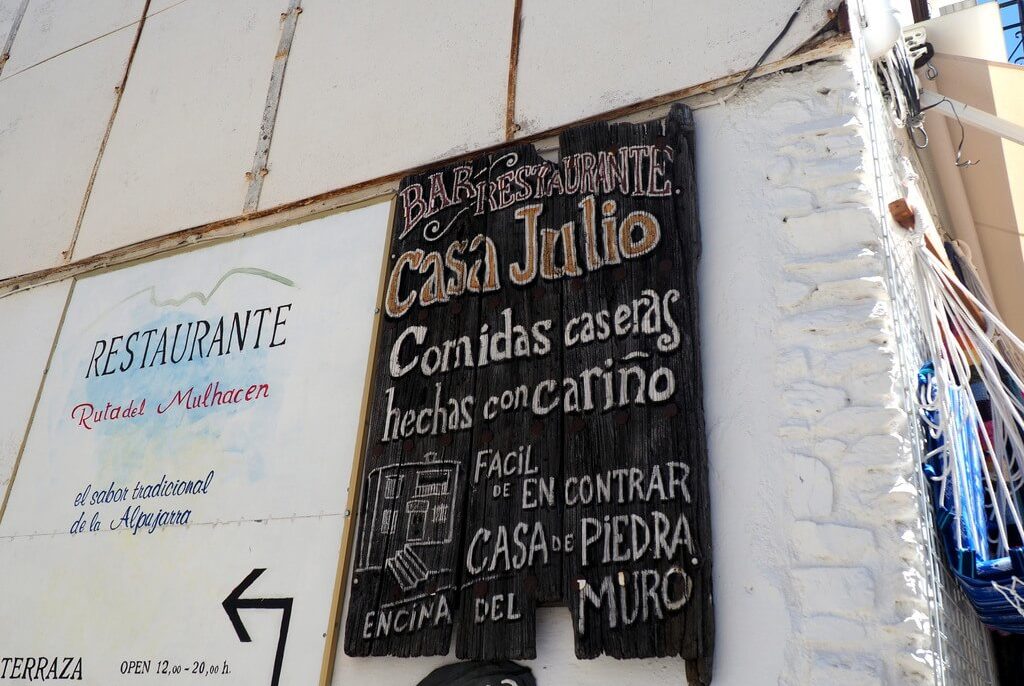 RESTAURANTE
Ruta del Mulhacen
el sabor tradicional
de la Alpujarra
TERRAZA OPEN 12,00 - 20,00 h.
BAR RESTAURANTE
Casa Julio
Comidas caseras
hechas con cariño
FACIL
DE EN CONTRAR
CASA DE PIEDRA
ENCIMA DEL MURO